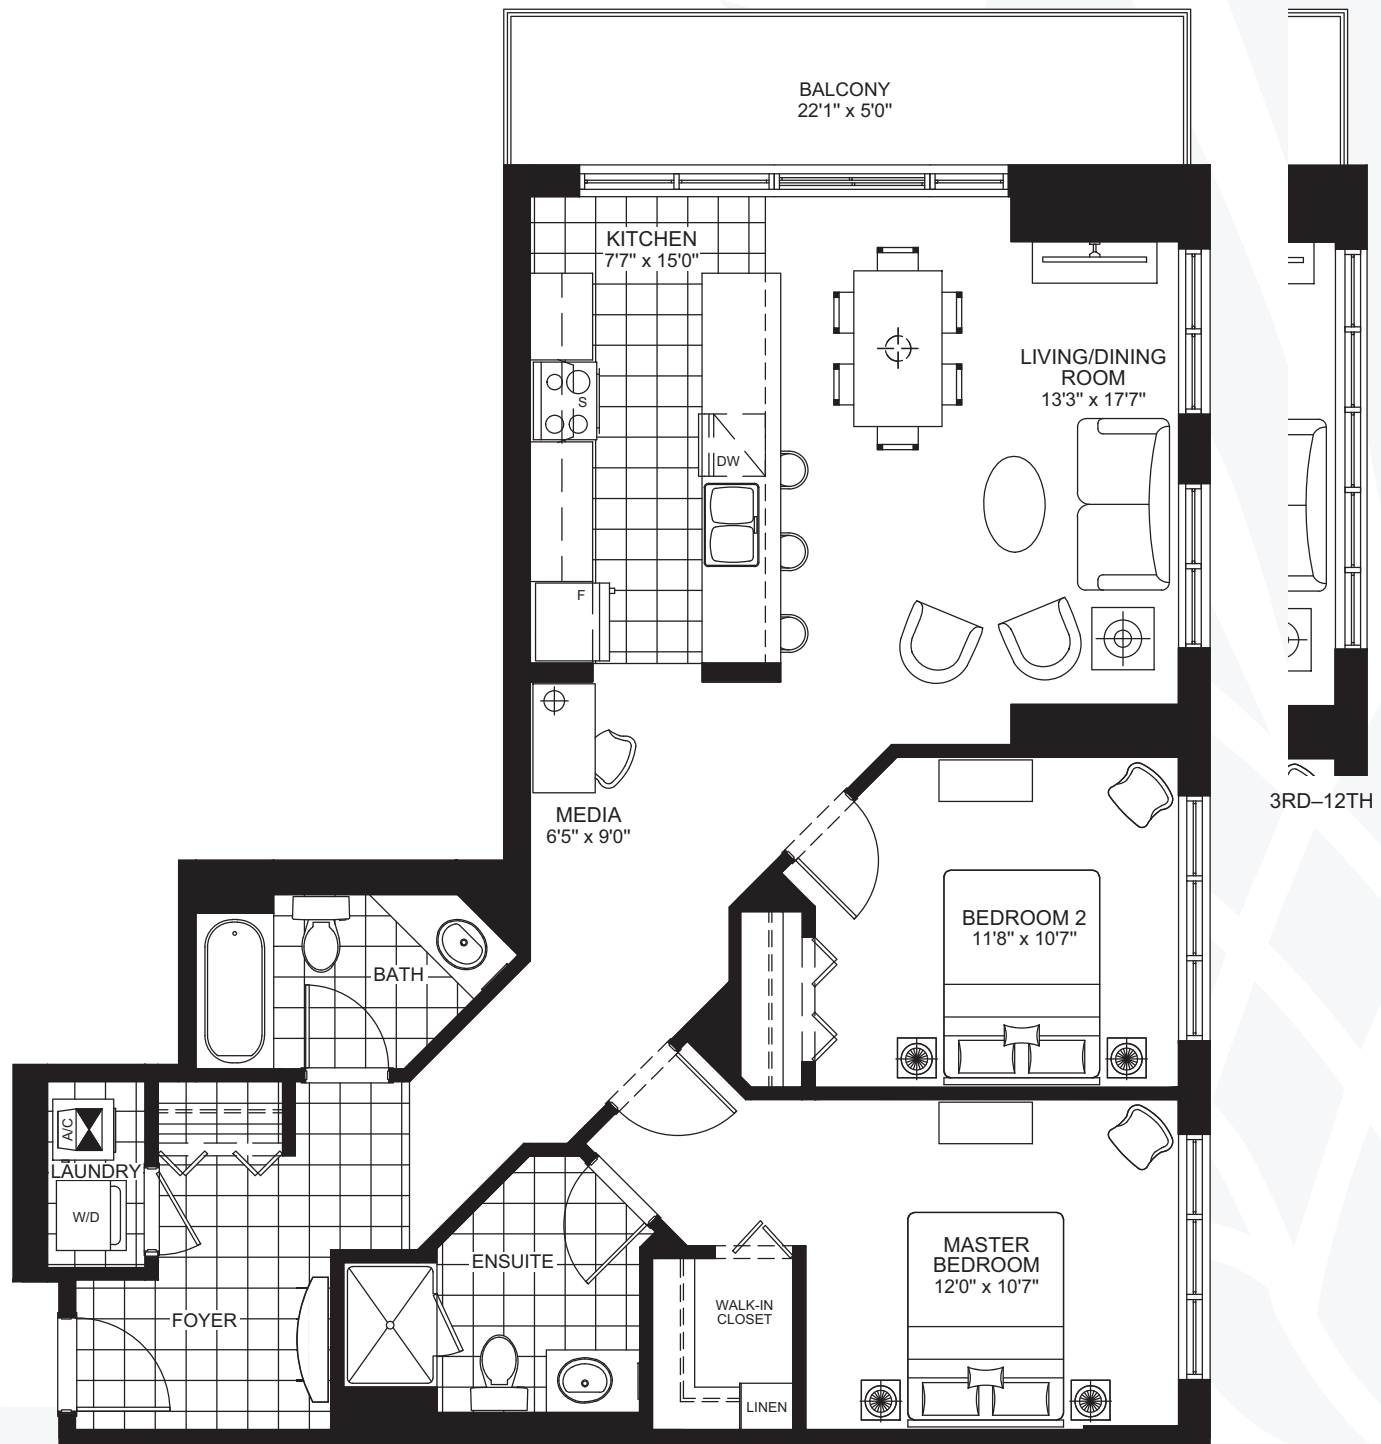 BALCONY
22'1" x 5'0"
KITCHEN
7'7" x 15'0"
LIVING/DINING
ROOM
13'3" x 17'7"
S
DW
F
MEDIA
6'5" x 9'0"
3RD–12TH
BEDROOM 2
11'8" x 10'7"
BATH
A/C
LAUNDRY
W/D
ENSUITE
MASTER
BEDROOM
12'0" x 10'7"
WALK-IN
CLOSET
FOYER
LINEN